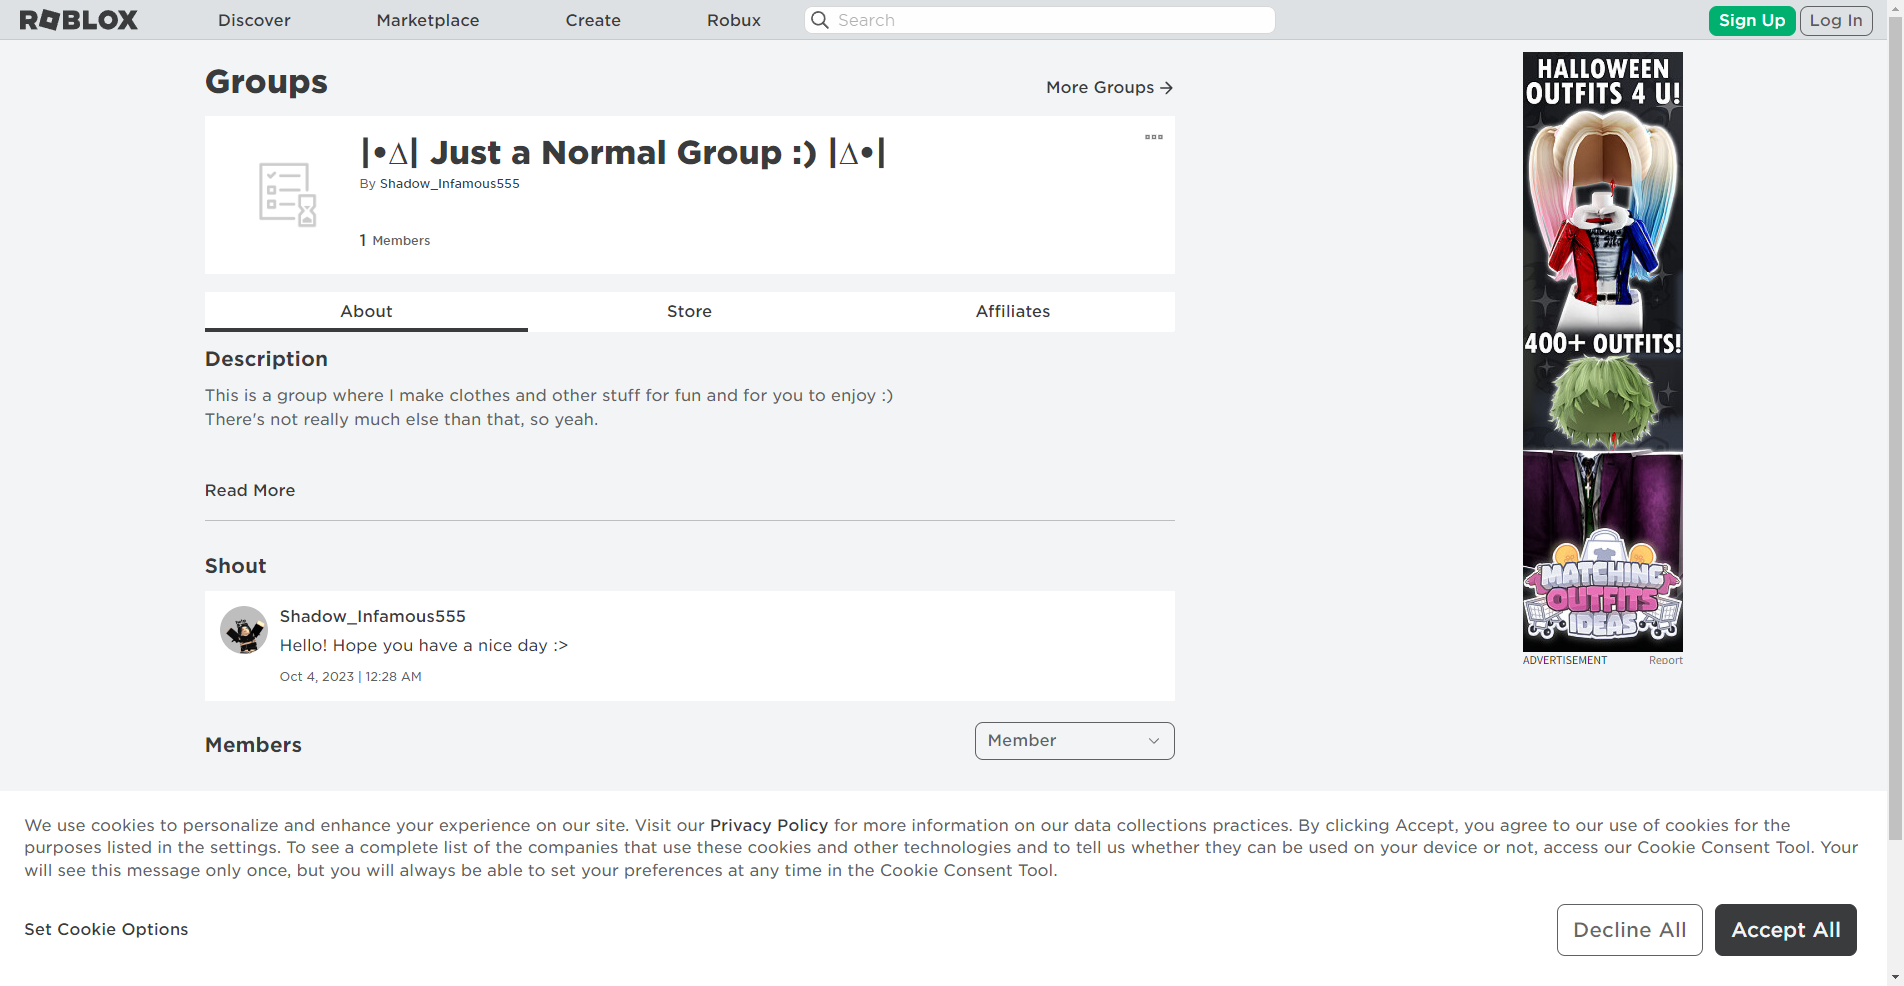 ROBLOX
Discover
Marketplace
Create
Robux
Search
Sign Up
Log In
Groups
More Groups
|•∆| Just a Normal Group :) |∆•|
By Shadow_Infamous555
1 Members
About
Store
Affiliates
Description
This is a group where I make clothes and other stuff for fun and for you to enjoy :)
There's not really much else than that, so yeah.
Read More
Shout
Shadow_Infamous555
Hello! Hope you have a nice day :>
Oct 4, 2023 | 12:28 AM
Members
Member
HALLOWEEN
OUTFITS 4 U!
400+ OUTFITS!
MATCHING
OUTFITS
IDEAS
ADVERTISEMENT
Report
We use cookies to personalize and enhance your experience on our site. Visit our Privacy Policy for more information on our data collections practices. By clicking Accept, you agree to our use of cookies for the
purposes listed in the settings. To see a complete list of the companies that use these cookies and other technologies and to tell us whether they can be used on your device or not, access our Cookie Consent Tool. Your
will see this message only once, but you will always be able to set your preferences at any time in the Cookie Consent Tool.
Set Cookie Options
Decline All
Accept All